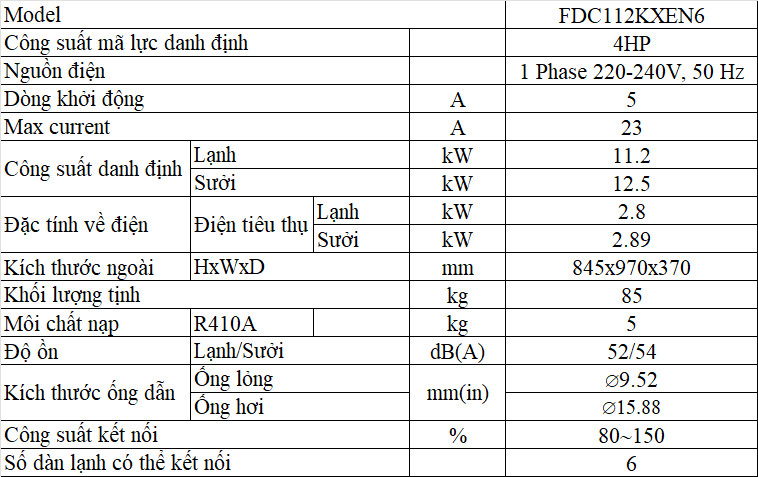 Model FDC112KXEN6
Công suất mã lực danh định 4HP
Nguồn điện 1 Phase 220-240V, 50 Hz
Dòng khởi động A 5
Max current A 23
Công suất danh định Lạnh kW 11.2
Sưởi kW 12.5
Đặc tính về điện Điện tiêu thụ Lạnh kW 2.8
Sưởi kW 2.89
Kích thước ngoài HxWxD mm 845x970x370
Khối lượng tịnh kg 85
Môi chất nạp R410A kg 5
Độ ồn Lạnh/Sưởi dB(A) 52/54
Kích thước ống dẫn Ống lỏng mm(in) ∅9.52
Ống hơi ∅15.88
Công suất kết nối % 80~150
Số dàn lạnh có thể kết nối 6